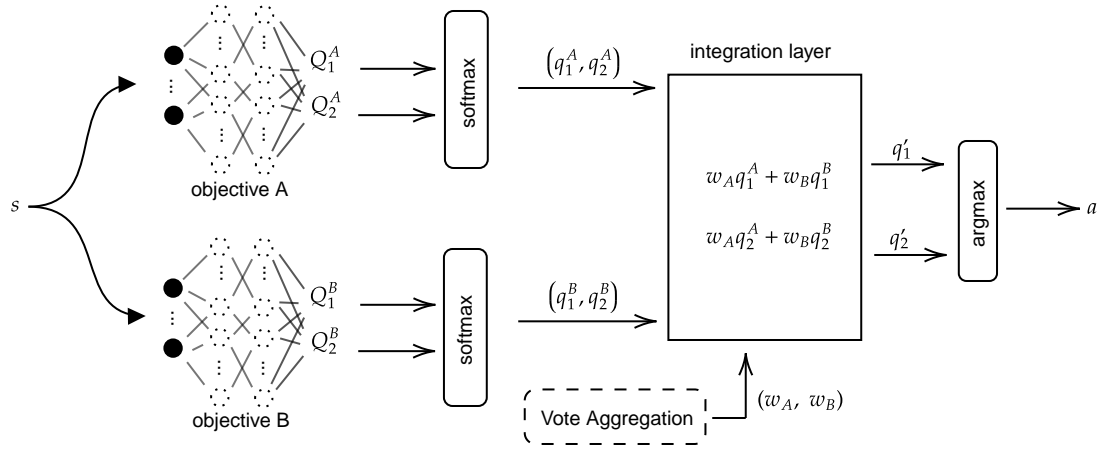 s
Q_1^A
Q_2^A
objective A
softmax
(q_1^A, q_2^A)
Q_1^B
Q_2^B
objective B
softmax
(q_1^B, q_2^B)
integration layer
w_A q_1^A + w_B q_1^B
w_A q_2^A + w_B q_2^B
Vote Aggregation
(w_A, w_B)
q'_1
q'_2
argmax
a